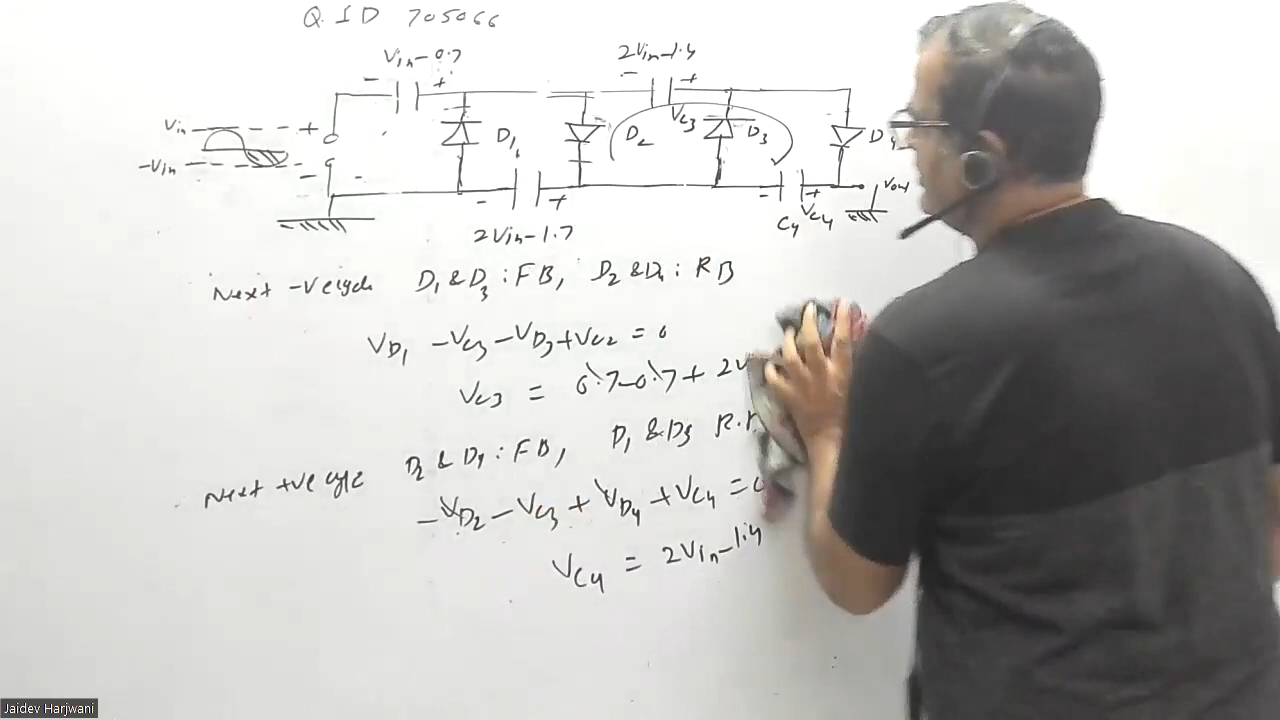 Q. ID 705066
Vin-0.7
2Vin-1.4
- +
- +
Vin + D1 D2 VC3 D3 D4
-Vin -
- + - + Vout
C4 VC4
2Vin-1.7
Next -ve cycle D1 & D3 : FB, D2 & D4 : RB
VD1 - VC3 - VD3 + VC2 = 0
VC3 = 0.7-0.7+ 2V
Next +ve cycle D2 & D4 : FB, D1 & D3 R.
-VD2 - VC3 + VD4 + VC4 = 0
VC4 = 2Vin-1.4
Jaidev Harjwani